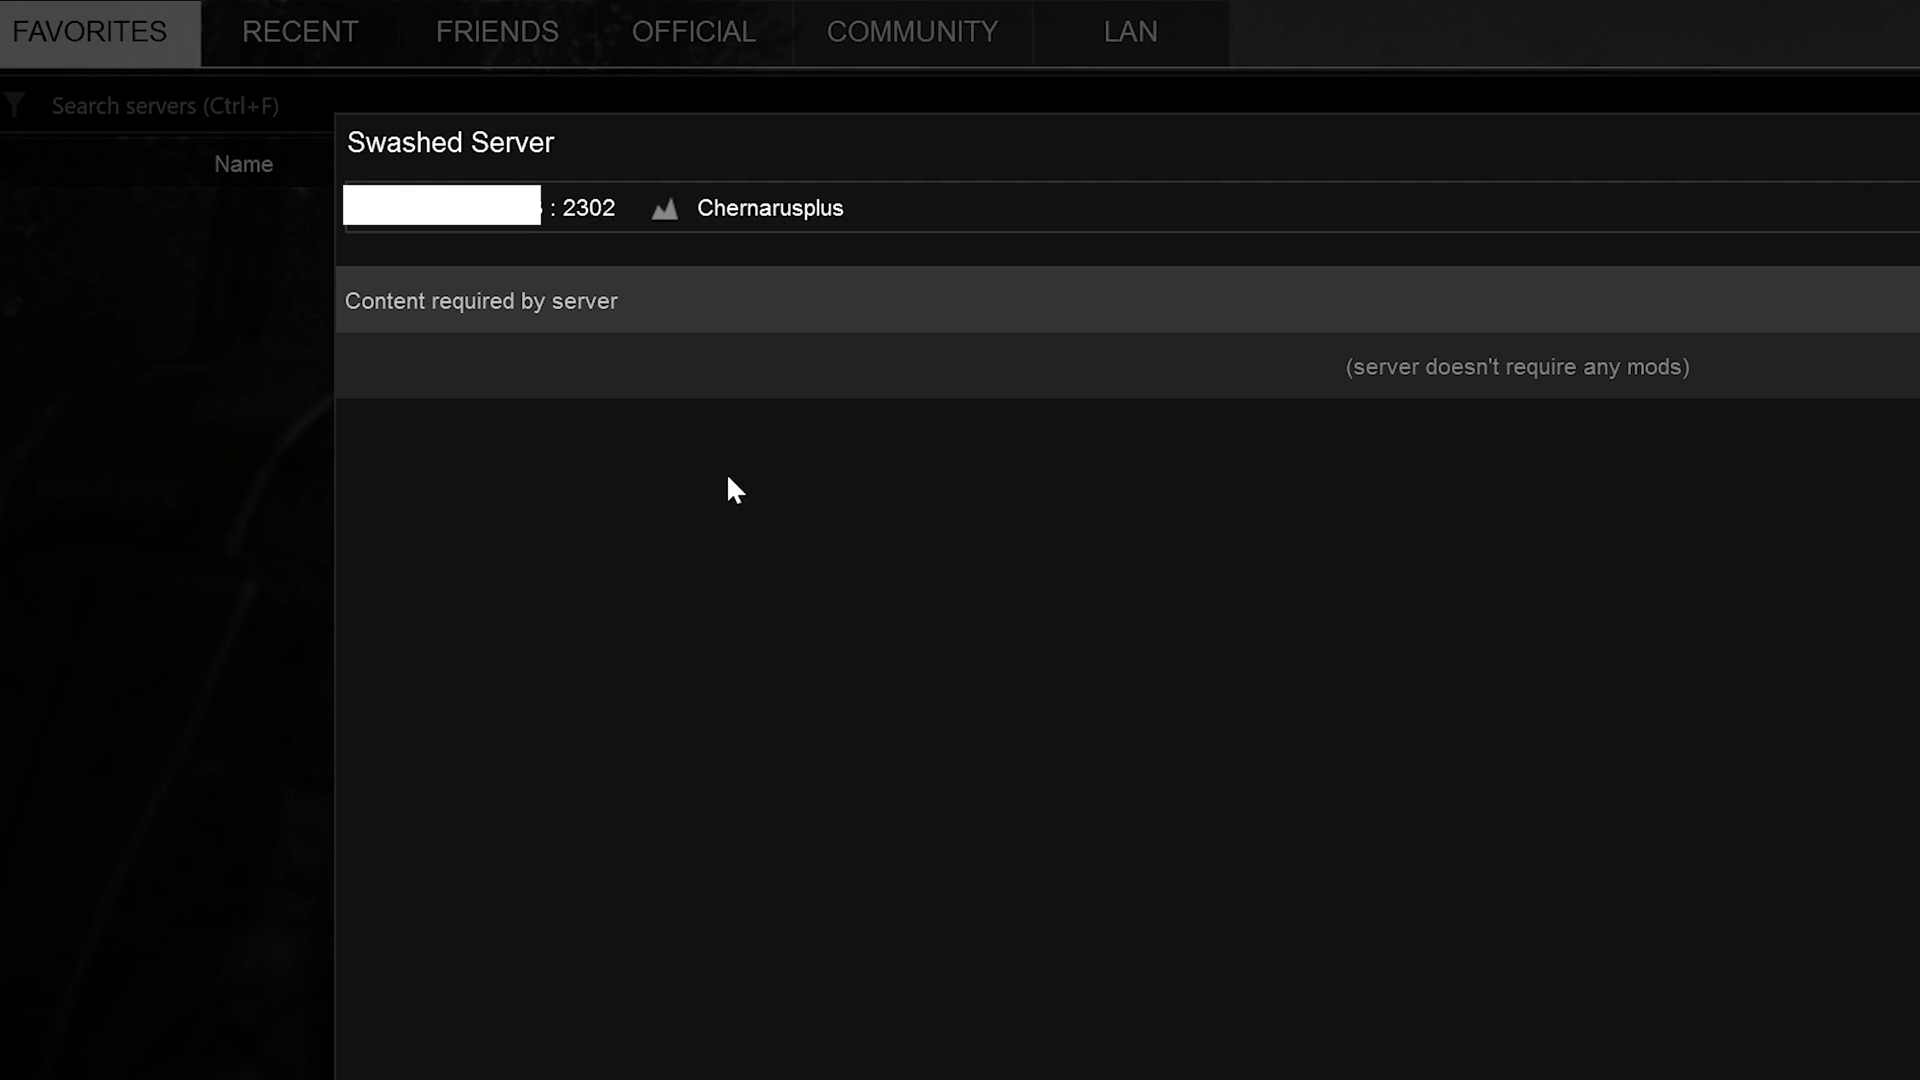 FAVORITES RECENT FRIENDS OFFICIAL COMMUNITY LAN
Search servers (Ctrl+F)
Name
Swashed Server
: 2302 Chernarusplus
Content required by server
(server doesn't require any mods)